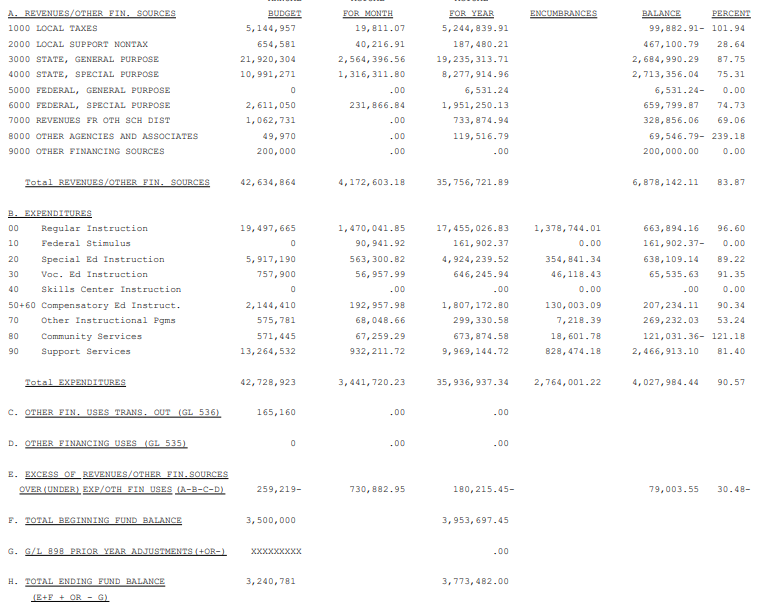 A. REVENUES/OTHER FIN. SOURCES BUDGET FOR MONTH FOR YEAR ENCUMBRANCES BALANCE PERCENT
1000 LOCAL TAXES 5,144,957 19,811.07 5,244,839.91 99,882.91- 101.94
2000 LOCAL SUPPORT NONTAX 654,581 40,216.91 187,480.21 467,100.79 28.64
3000 STATE, GENERAL PURPOSE 21,920,304 2,564,396.56 19,235,313.71 2,684,990.29 87.75
4000 STATE, SPECIAL PURPOSE 10,991,271 1,316,311.80 8,277,914.96 2,713,356.04 75.31
5000 FEDERAL, GENERAL PURPOSE 0 .00 6,531.24 6,531.24- 0.00
6000 FEDERAL, SPECIAL PURPOSE 2,611,050 231,866.84 1,951,250.13 659,799.87 74.73
7000 REVENUES FR OTH SCH DIST 1,062,731 .00 733,874.94 328,856.06 69.06
8000 OTHER AGENCIES AND ASSOCIATES 49,970 .00 119,516.79 69,546.79- 239.18
9000 OTHER FINANCING SOURCES 200,000 .00 .00 200,000.00 0.00
Total REVENUES/OTHER FIN. SOURCES 42,634,864 4,172,603.18 35,756,721.89 6,878,142.11 83.87
B. EXPENDITURES
00 Regular Instruction 19,497,665 1,470,041.85 17,455,026.83 1,378,744.01 663,894.16 96.60
10 Federal Stimulus 0 90,941.92 161,902.37 0.00 161,902.37- 0.00
20 Special Ed Instruction 5,917,190 563,300.82 4,924,239.52 354,841.34 638,109.14 89.22
30 Voc. Ed Instruction 757,900 56,957.99 646,245.94 46,118.43 65,535.63 91.35
40 Skills Center Instruction 0 .00 .00 0.00 .00 0.00
50+60 Compensatory Ed Instruct. 2,144,410 192,957.98 1,807,172.80 130,003.09 207,234.11 90.34
70 Other Instructional Pgms 575,781 68,048.66 299,330.58 7,218.39 269,232.03 53.24
80 Community Services 571,445 67,259.29 673,874.58 18,601.78 121,031.36- 121.18
90 Support Services 13,264,532 932,211.72 9,969,144.72 828,474.18 2,466,913.10 81.40
Total EXPENDITURES 42,728,923 3,441,720.23 35,936,937.34 2,764,001.22 4,027,984.44 90.57
C. OTHER FIN. USES TRANS. OUT (GL 536) 165,160 .00 .00
D. OTHER FINANCING USES (GL 535) 0 .00 .00
E. EXCESS OF REVENUES/OTHER FIN.SOURCES
OVER(UNDER) EXP/OTH FIN USES (A-B-C-D) 259,219- 730,882.95 180,215.45- 79,003.55 30.48-
F. TOTAL BEGINNING FUND BALANCE 3,500,000 3,953,697.45
G. G/L 898 PRIOR YEAR ADJUSTMENTS(+OR-) XXXXXXXXX .00
H. TOTAL ENDING FUND BALANCE 3,240,781 3,773,482.00
(E+F + OR - G)